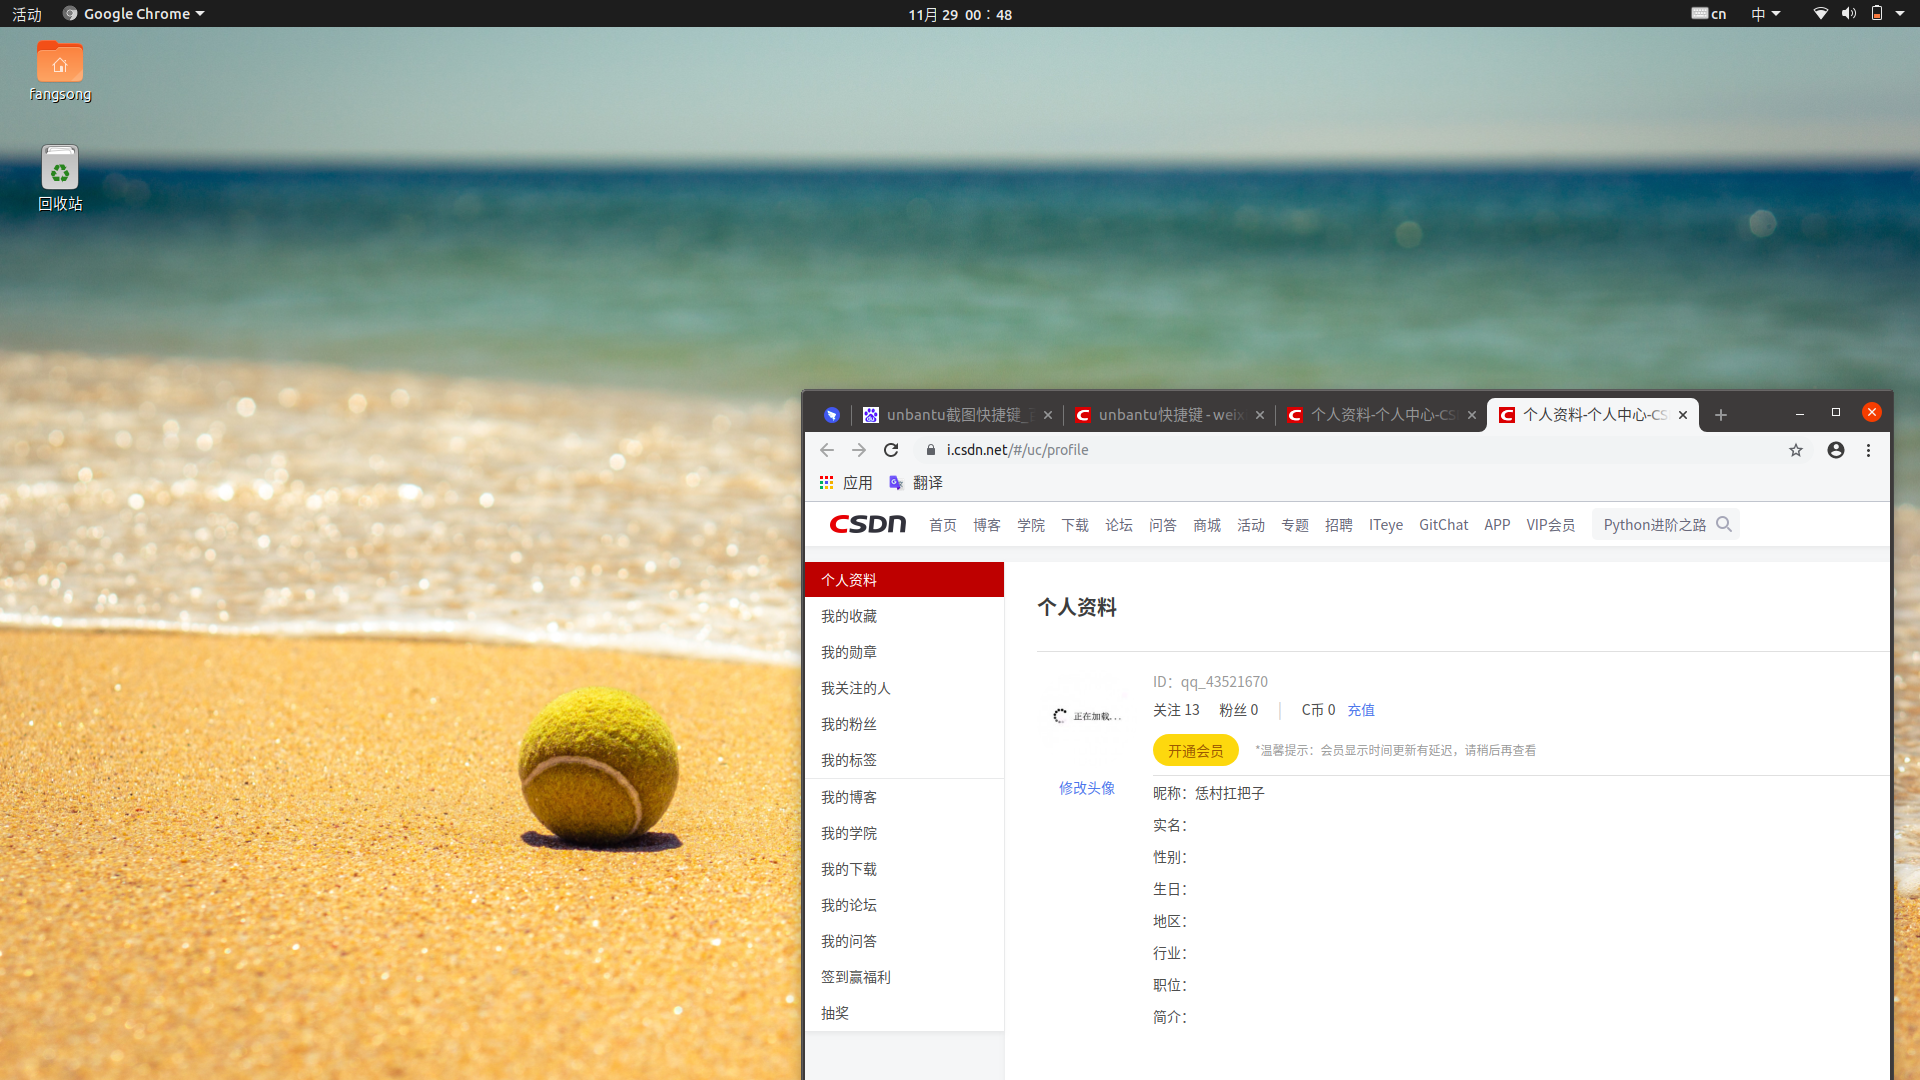 活动 Google Chrome 11月 29 00：48 cn 中
fangsong
回收站
unbantu截图快捷键_ unbantu快捷键 - weix 个人资料-个人中心-CS 个人资料-个人中心-CS
i.csdn.net/#/uc/profile
应用 翻译
CSDN 首页 博客 学院 下载 论坛 问答 商城 活动 专题 招聘 ITeye GitChat APP VIP会员 Python进阶之路
个人资料
我的收藏
我的勋章
我关注的人
我的粉丝
我的标签
我的博客
我的学院
我的下载
我的论坛
我的问答
签到赢福利
抽奖
个人资料
正在加载...
修改头像
ID：qq_43521670
关注 13 粉丝 0 C币 0 充值
开通会员 *温馨提示：会员显示时间更新有延迟，请稍后再查看
昵称：恁村扛把子
实名：
性别：
生日：
地区：
行业：
职位：
简介：